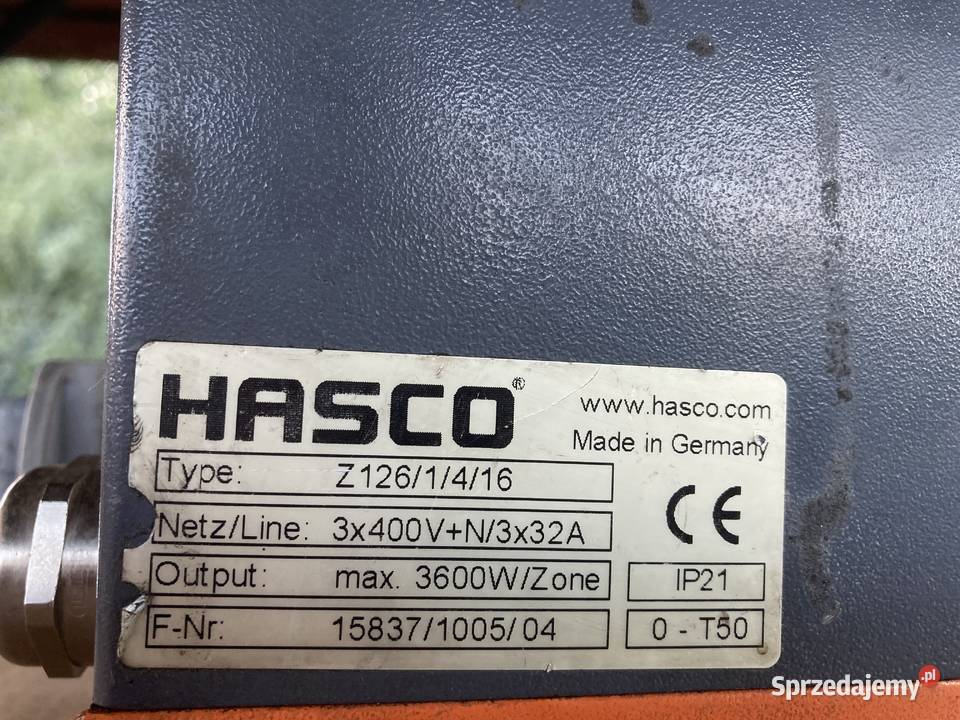 HASCO®
www.hasco.com
Made in Germany
Type: Z126/1/4/16
Netz/Line: 3x400V+N/3x32A
CE
Output: max. 3600W/Zone
IP21
F-Nr: 15837/1005/04
0 - T50
Sprzedajemy.pl